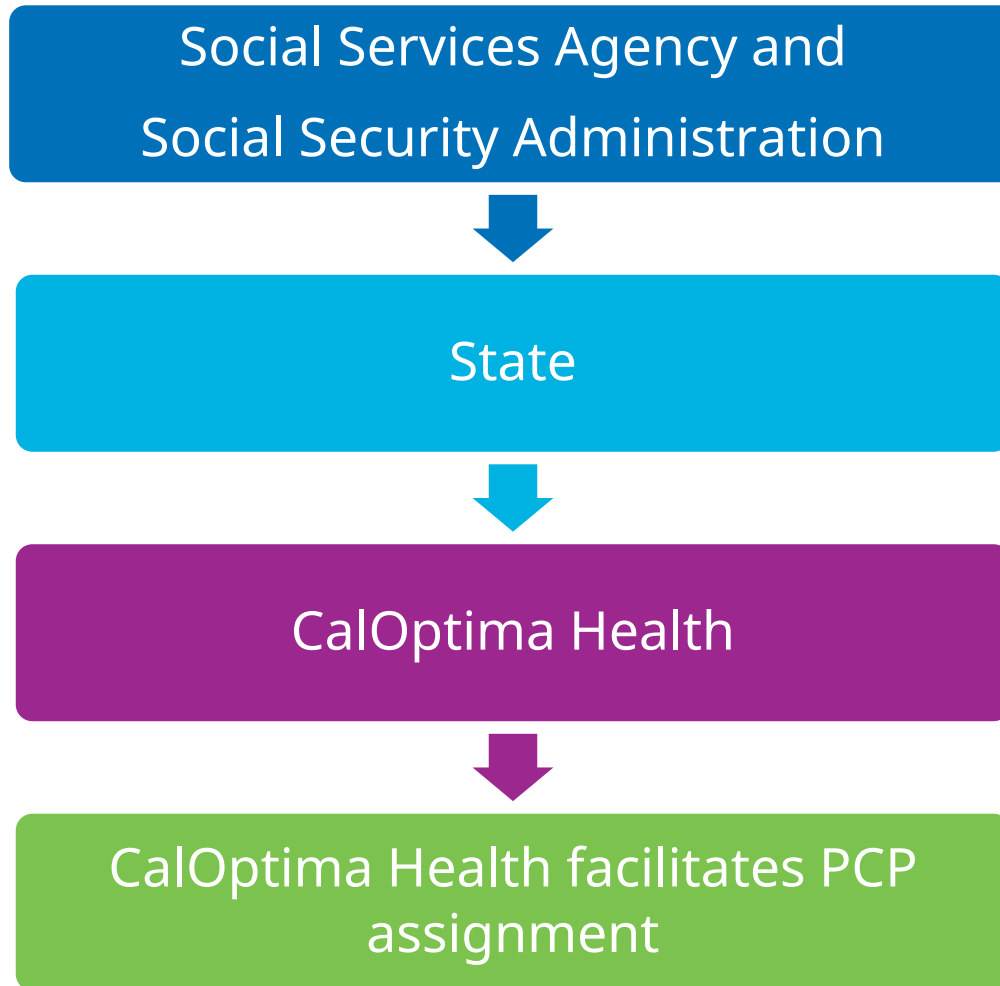 Social Services Agency and
Social Security Administration
State
CalOptima Health
CalOptima Health facilitates PCP
assignment